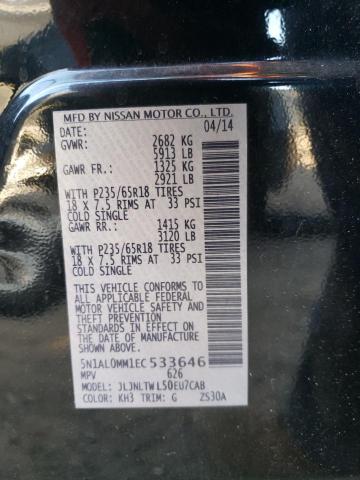 MFD BY NISSAN MOTOR CO., LTD.
DATE: 04/14
GVWR: 2682 KG
5913 LB
GAWR FR.: 1325 KG
2921 LB
WITH P235/65R18 TIRES
18 X 7.5 RIMS AT 33 PSI
COLD SINGLE
GAWR RR.: 1415 KG
3120 LB
WITH P235/65R18 TIRES
18 X 7.5 RIMS AT 33 PSI
COLD SINGLE
THIS VEHICLE CONFORMS TO
ALL APPLICABLE FEDERAL
MOTOR VEHICLE SAFETY
STANDARDS IN EFFECT ON THE
DATE OF MANUFACTURE SHOWN
ABOVE.
5N1AL0MM1EC533646
MPV 626
MODEL: JLJNLTWL50EU7CAB
COLOR: KH3 TRIM: G ZS30A